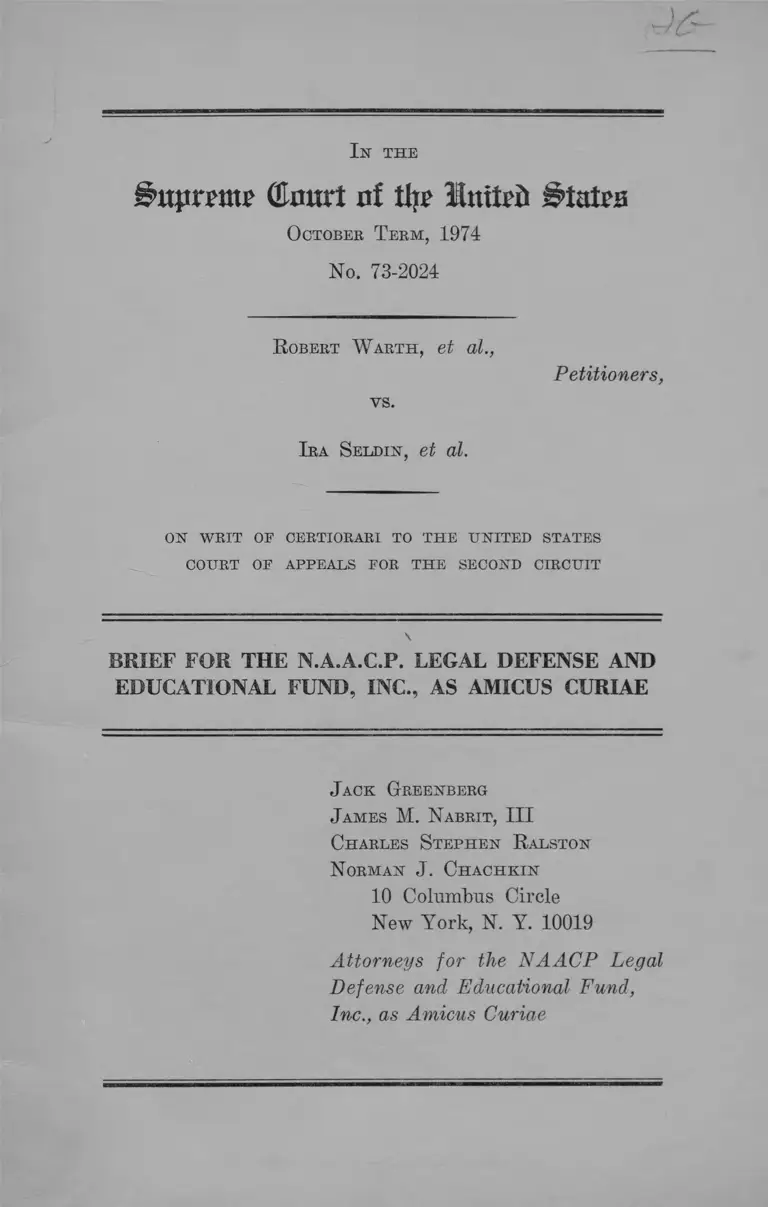 IN THE
Supreme Court of the United States
OCTOBER TERM, 1974
No. 73-2024
ROBERT WARTH, et al.,
Petitioners,
vs.
IRA SELDIN, et al.
ON WRIT OF CERTIORARI TO THE UNITED STATES
COURT OF APPEALS FOR THE SECOND CIRCUIT
BRIEF FOR THE N.A.A.C.P. LEGAL DEFENSE AND
EDUCATIONAL FUND, INC., AS AMICUS CURIAE
JACK GREENBERG
JAMES M. NABRIT, III
CHARLES STEPHEN RALSTON
NORMAN J. CHACHKIN
10 Columbus Circle
New York, N. Y. 10019
Attorneys for the NAACP Legal
Defense and Educational Fund,
Inc., as Amicus Curiae